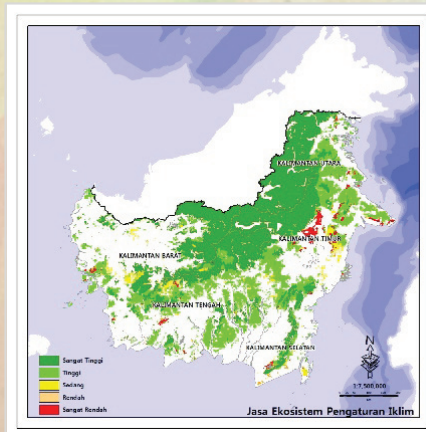 KALIMANTAN UTARA
KALIMANTAN TIMUR
KALIMANTAN BARAT
KALIMANTAN TENGAH
KALIMANTAN SELATAN
Sangat Tinggi
Tinggi
Sedang
Rendah
Sangat Rendah
N
1:7,500,000
Jasa Ekosistem Pengaturan Iklim